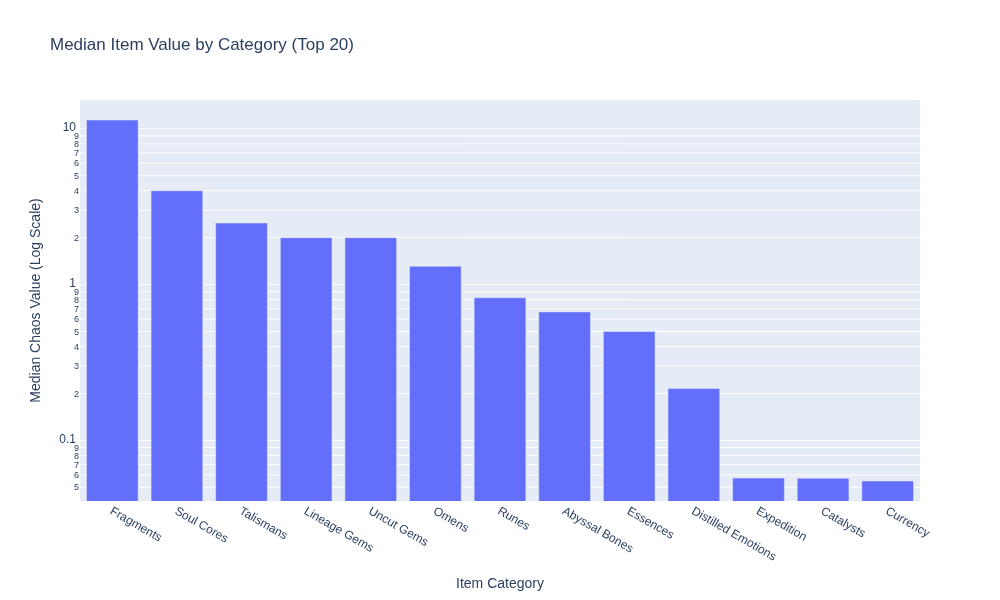 Median Item Value by Category (Top 20)
Median Chaos Value (Log Scale)
10
9
8
7
6
5
4
3
2
1
9
8
7
6
5
4
3
2
0.1
9
8
7
6
5
Fragments
Soul Cores
Talismans
Lineage Gems
Uncut Gems
Omens
Runes
Abyssal Bones
Essences
Distilled Emotions
Expedition
Catalysts
Currency
Item Category